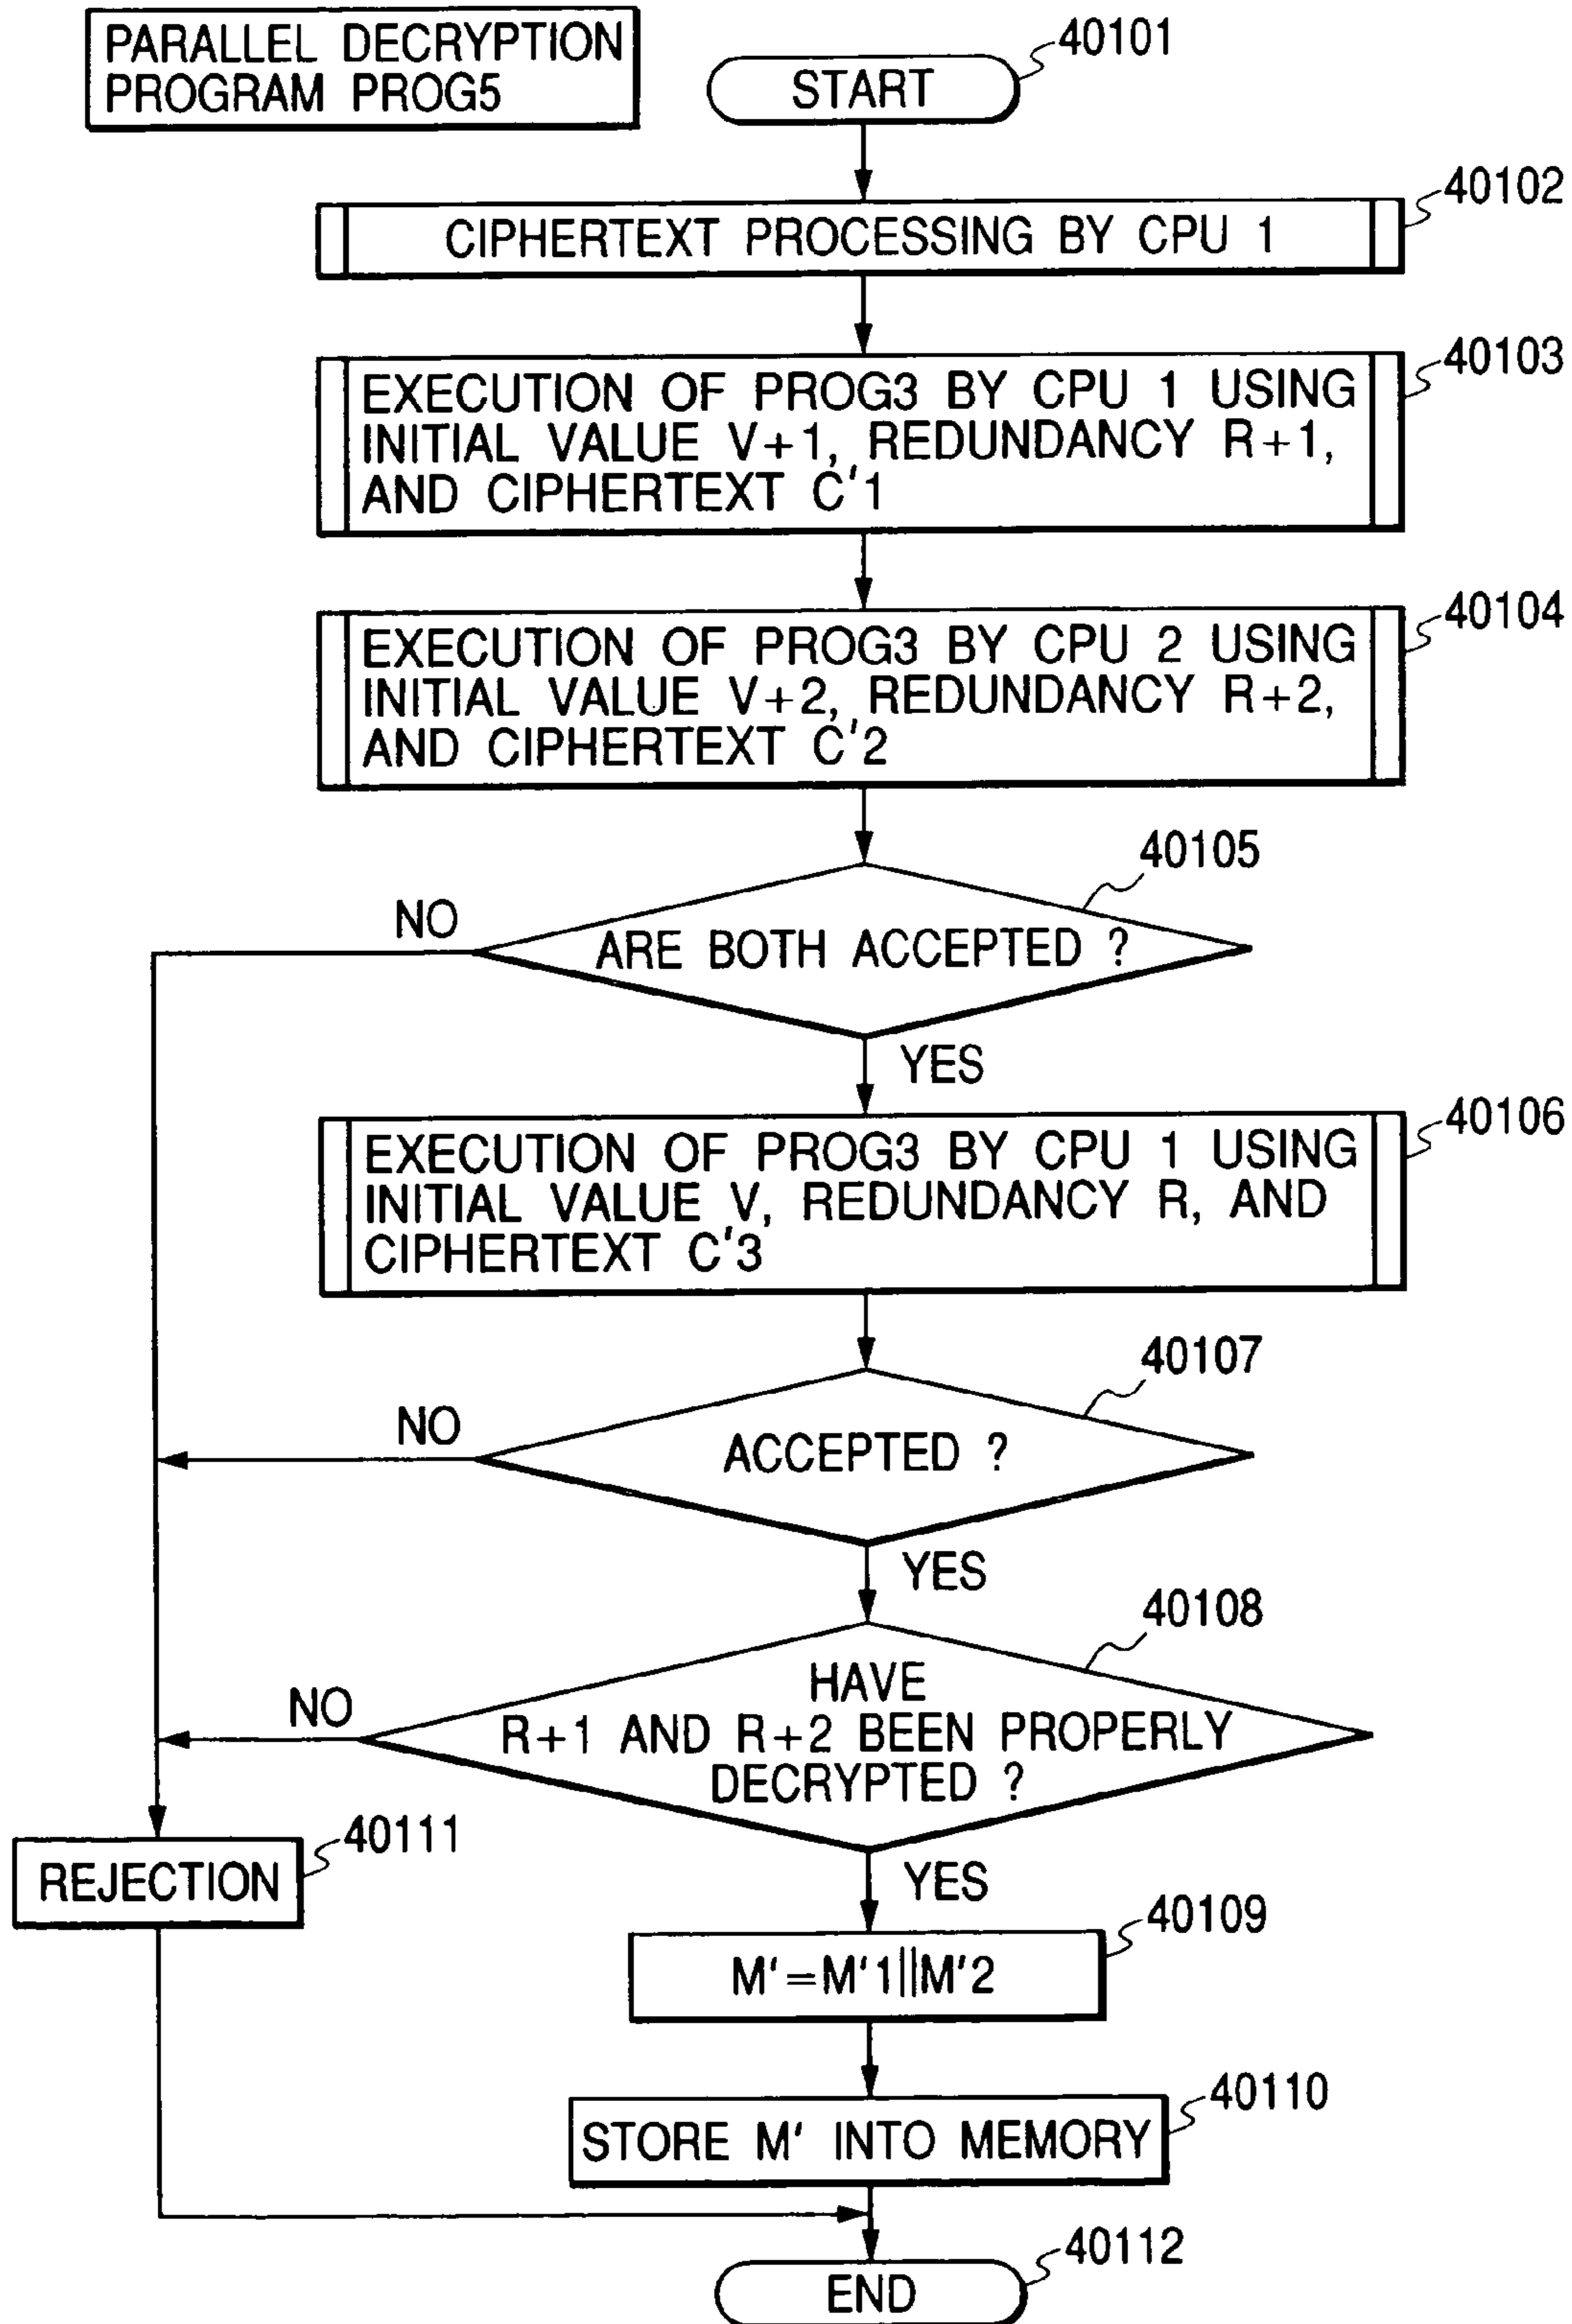 PARALLEL DECRYPTION
PROGRAM PROG5
40101
START
40102
CIPHERTEXT PROCESSING BY CPU 1
40103
EXECUTION OF PROG3 BY CPU 1 USING
INITIAL VALUE V+1, REDUNDANCY R+1,
AND CIPHERTEXT C'1
40104
EXECUTION OF PROG3 BY CPU 2 USING
INITIAL VALUE V+2, REDUNDANCY R+2,
AND CIPHERTEXT C'2
40105
NO
ARE BOTH ACCEPTED ?
YES
40106
EXECUTION OF PROG3 BY CPU 1 USING
INITIAL VALUE V, REDUNDANCY R, AND
CIPHERTEXT C'3
40107
NO
ACCEPTED ?
YES
40108
NO
HAVE
R+1 AND R+2 BEEN PROPERLY
DECRYPTED ?
40111
REJECTION
YES
40109
M'=M'1||M'2
40110
STORE M' INTO MEMORY
40112
END